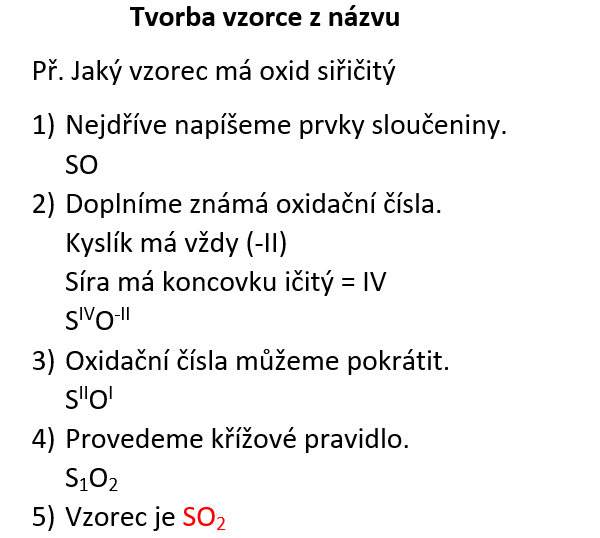 Tvorba vzorce z názvu
Př. Jaký vzorec má oxid siřičitý
1) Nejdříve napíšeme prvky sloučeniny.
SO
2) Doplníme známá oxidační čísla.
Kyslík má vždy (-II)
Síra má koncovku ičitý = IV
S^IV O^-II
3) Oxidační čísla můžeme pokrátit.
S^II O^I
4) Provedeme křížové pravidlo.
S₁O₂
5) Vzorec je SO₂